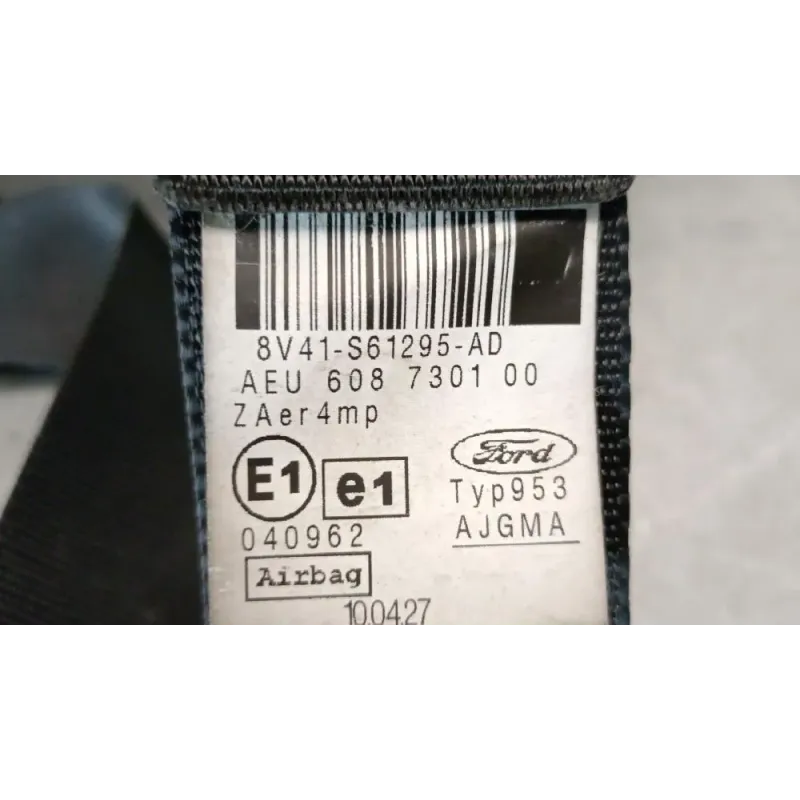 8V41-S61295-AD
AEU 608 7301 00
ZAer4mp
E1 e1 Ford
Typ953
040962 AJGMA
Airbag
10.04.27